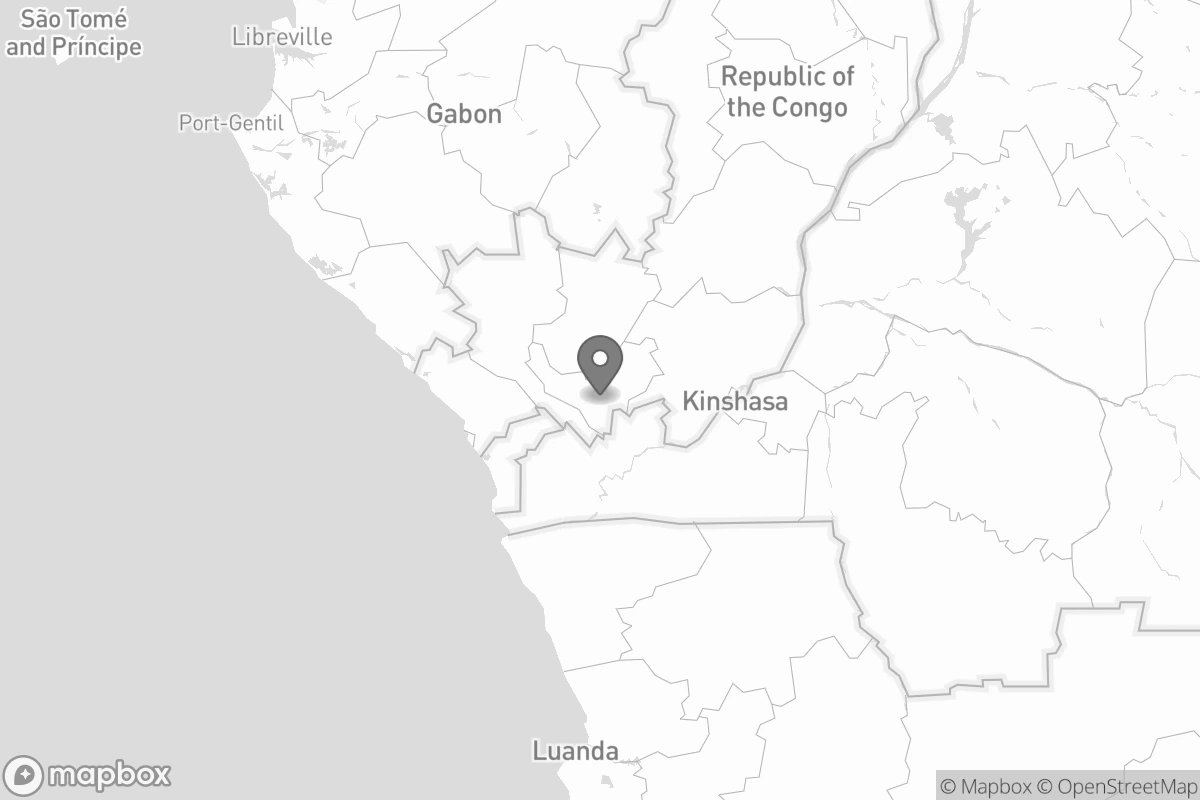 São Tomé
and Príncipe
Libreville
Port-Gentil
Gabon
Republic of
the Congo
Kinshasa
Luanda
mapbox
© Mapbox © OpenStreetMap